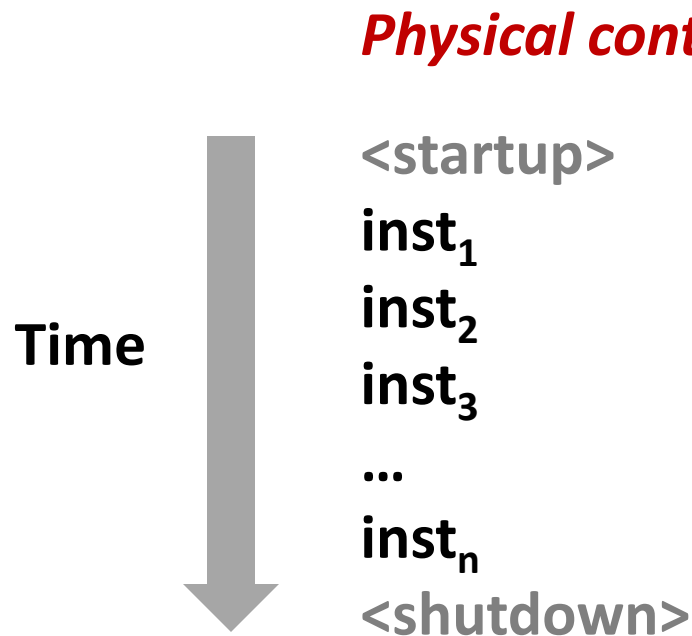 Physical cont
<startup>
inst1
inst2
Time
inst3
…
instn
<shutdown>